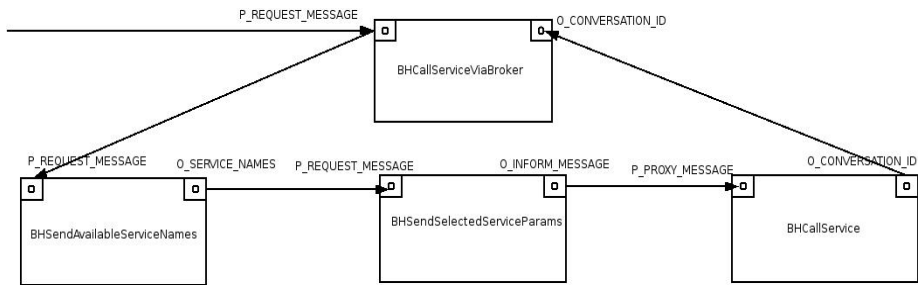 P_REQUEST_MESSAGE
O_CONVERSATION_ID
BHCallServiceViaBroker
P_REQUEST_MESSAGE
O_SERVICE_NAMES
P_REQUEST_MESSAGE
O_INFORM_MESSAGE
P_PROXY_MESSAGE
O_CONVERSATION_ID
BHSendAvailableServiceNames
BHSendSelectedServiceParams
BHCallService